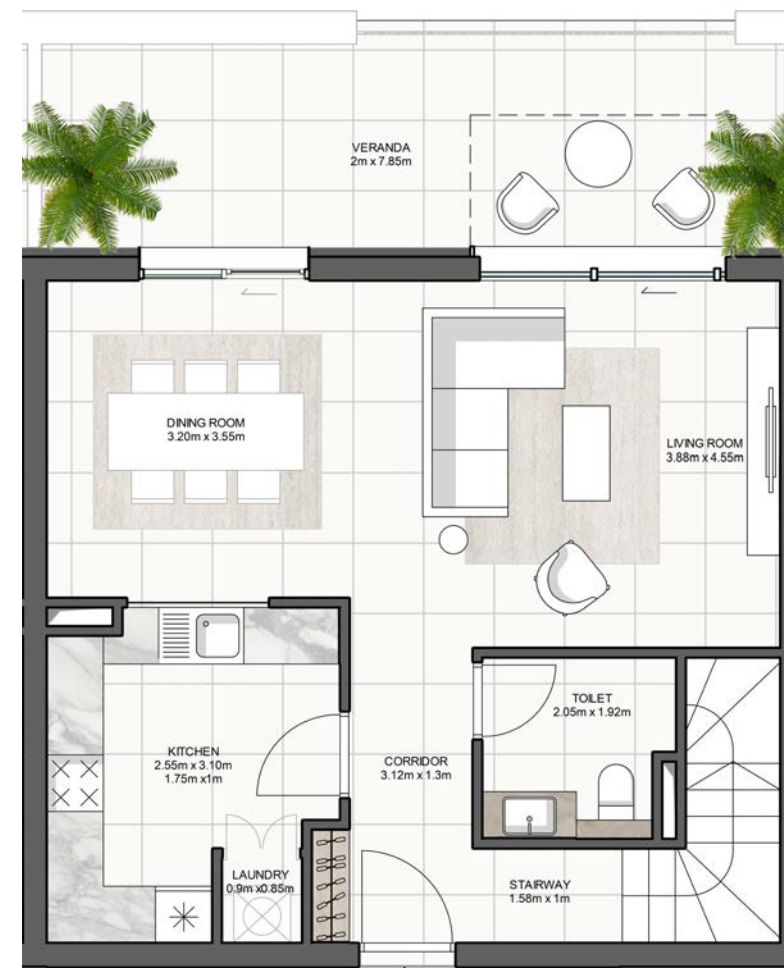 VERANDA
2m x 7.85m
DINING ROOM
3.20m x 3.55m
LIVING ROOM
3.88m x 4.55m
TOILET
2.05m x 1.92m
KITCHEN
2.55m x 3.10m
1.75m x1m
CORRIDOR
3.12m x 1.3m
LAUNDRY
0.9m x0.85m
STAIRWAY
1.58m x 1m